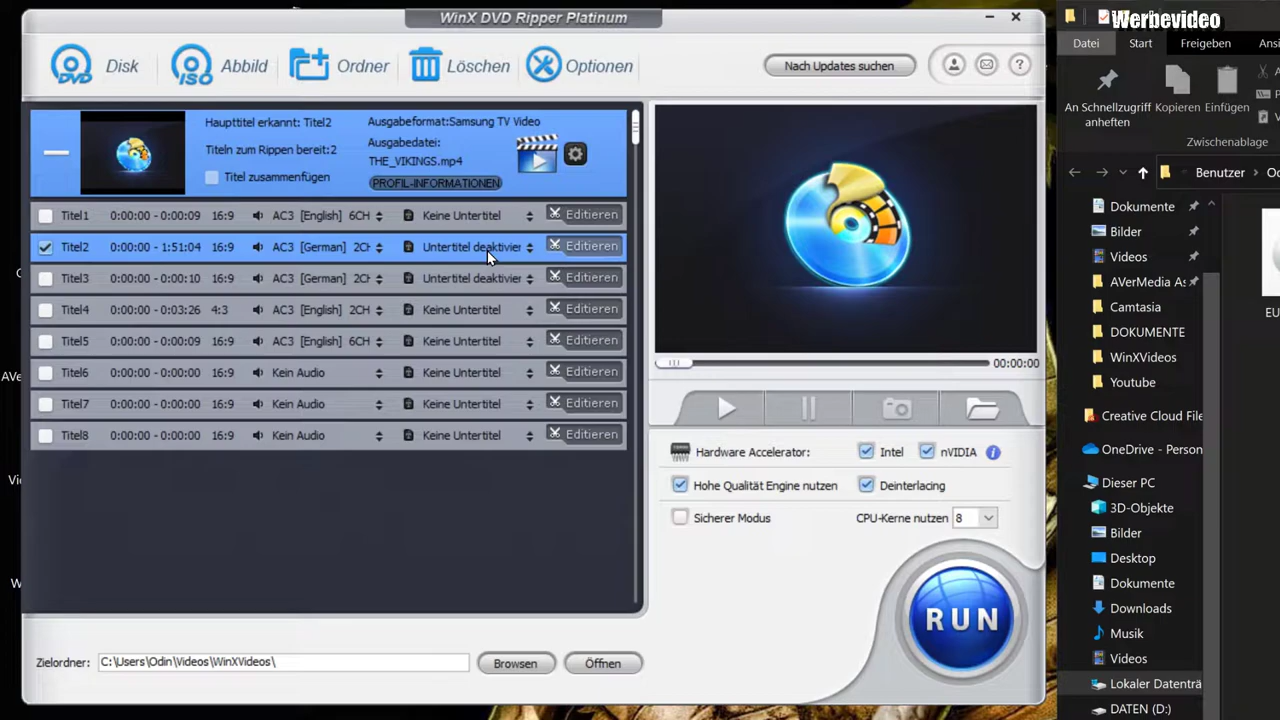 WinX DVD Ripper Platinum
Werbevideo
Disk
Abbild
Ordner
Löschen
Optionen
Nach Updates suchen
Haupttitel erkannt: Titel2
Titeln zum Rippen bereit:2
Titel zusammenfügen
Ausgabeformat:Samsung TV Video
Ausgabedatei:
THE_VIKINGS.mp4
PROFIL-INFORMATIONEN
Titel1 0:00:00 - 0:00:09 16:9 AC3 [English] 6CH Keine Untertitel Editieren
Titel2 0:00:00 - 1:51:04 16:9 AC3 [German] 2CH Untertitel deaktivier Editieren
Titel3 0:00:00 - 0:00:10 16:9 AC3 [German] 2CH Untertitel deaktivier Editieren
Titel4 0:00:00 - 0:03:26 4:3 AC3 [English] 2CH Keine Untertitel Editieren
Titel5 0:00:00 - 0:00:09 16:9 AC3 [English] 6CH Keine Untertitel Editieren
Titel6 0:00:00 - 0:00:00 16:9 Kein Audio Keine Untertitel Editieren
Titel7 0:00:00 - 0:00:00 16:9 Kein Audio Keine Untertitel Editieren
Titel8 0:00:00 - 0:00:00 16:9 Kein Audio Keine Untertitel Editieren
00:00:00
Hardware Accelerator: Intel nVIDIA
Hohe Qualität Engine nutzen Deinterlacing
Sicherer Modus CPU-Kerne nutzen 8
RUN
Zielordner: C:\Users\Odin\Videos\WinXVideos\ Browsen Öffnen
Datei Start Freigeben Ansi
An Schnellzugriff
anheften
Kopieren Einfügen
Zwischenablage
Benutzer
Dokumente
Bilder
Videos
AVerMedia As
Camtasia
DOKUMENTE
WinXVideos
Youtube
Creative Cloud File
OneDrive - Person
Dieser PC
3D-Objekte
Bilder
Desktop
Dokumente
Downloads
Musik
Videos
Lokaler Datenträ
DATEN (D:)
EU